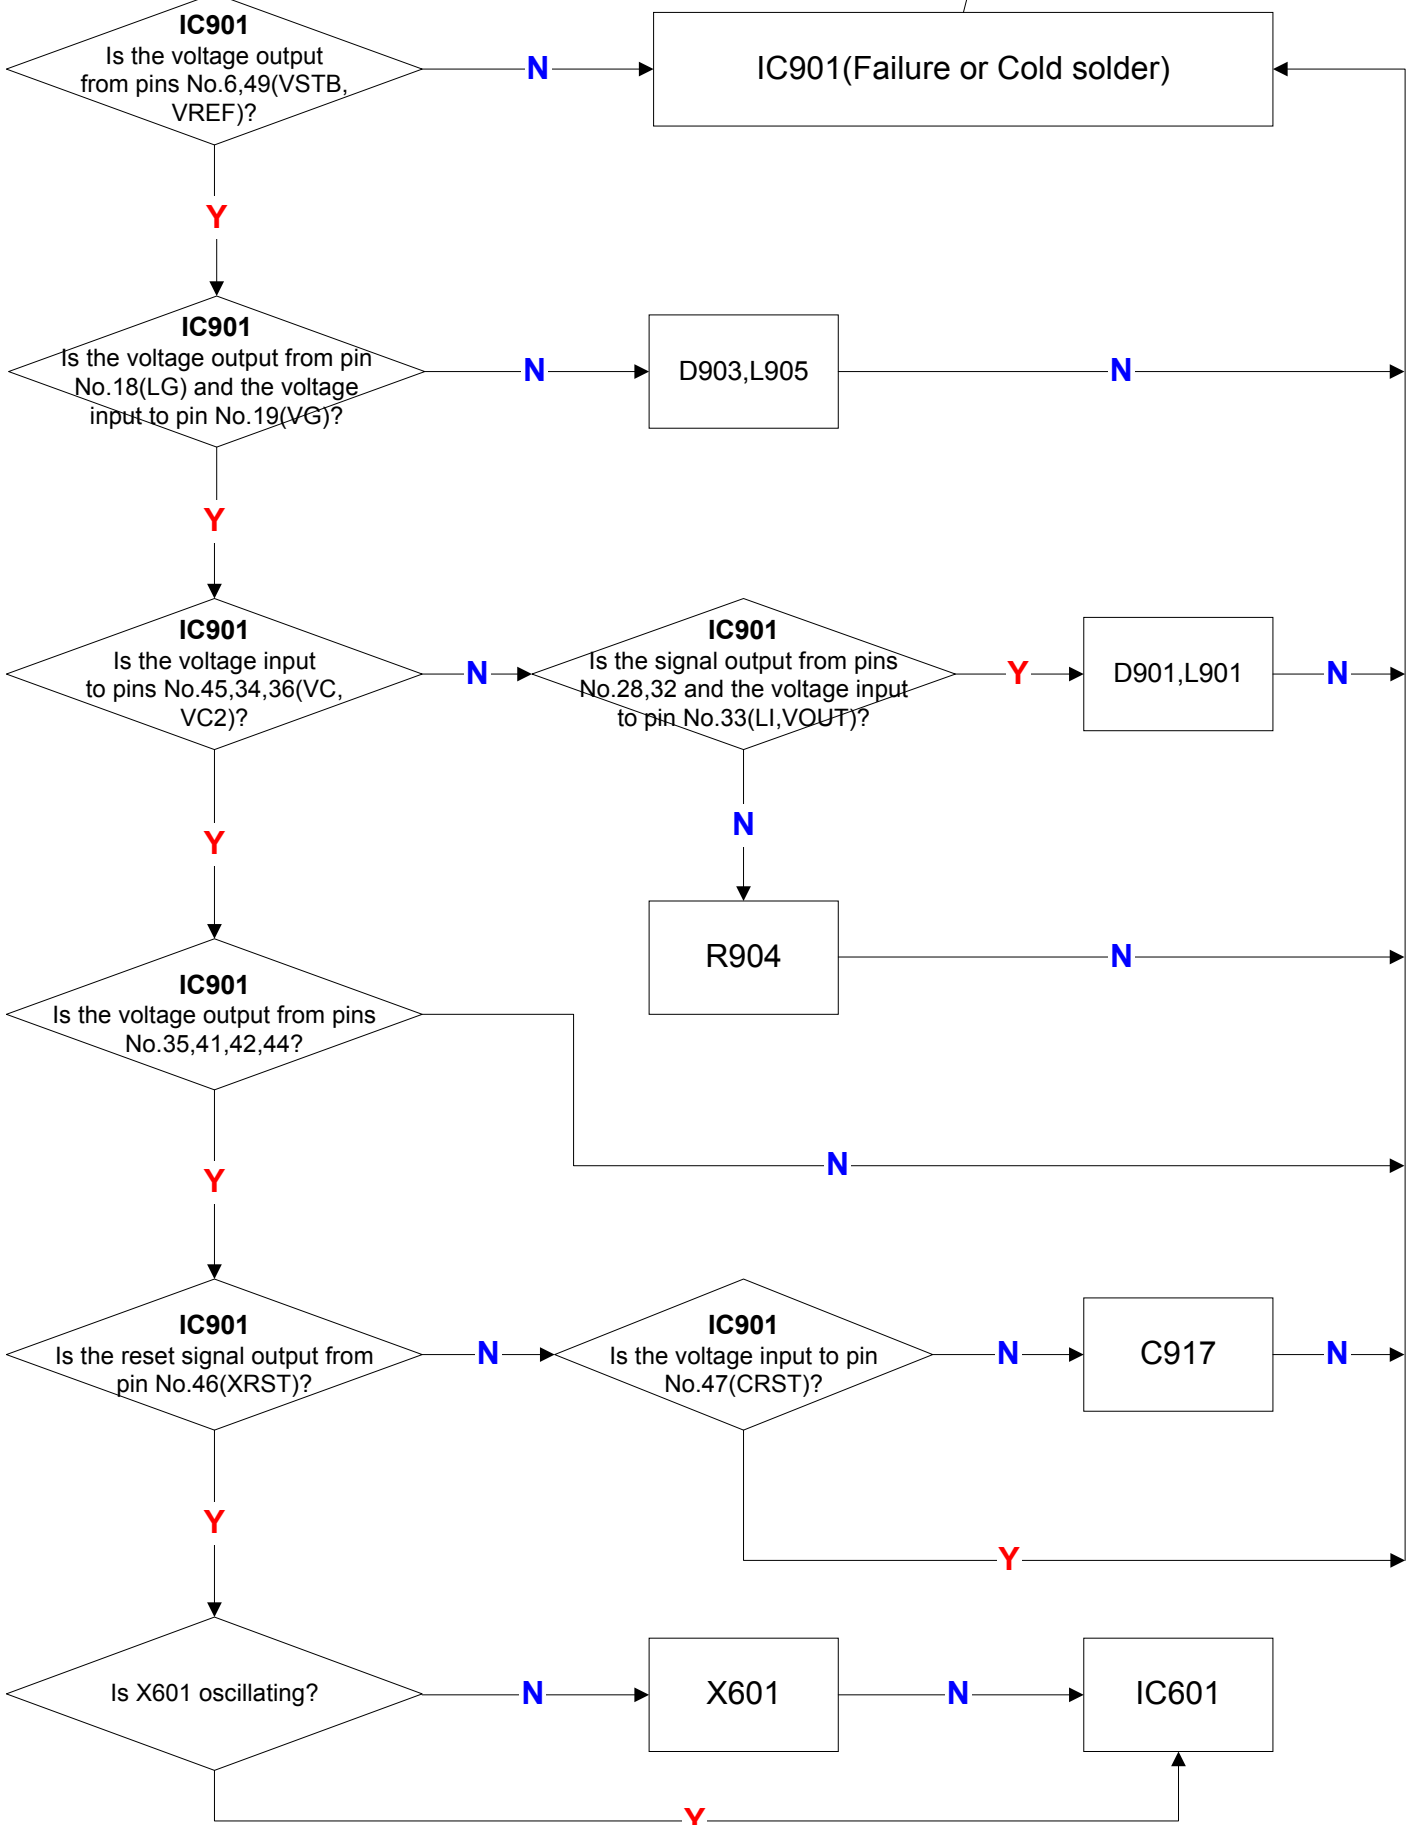 IC901
Is the voltage output
from pins No.6,49(VSTB,
VREF)?
N
IC901(Failure or Cold solder)
Y
IC901
Is the voltage output from pin
No.18(LG) and the voltage
input to pin No.19(VG)?
N
D903,L905
N
Y
IC901
Is the voltage input
to pins No.45,34,36(VC,
VC2)?
N
IC901
Is the signal output from pins
No.28,32 and the voltage input
to pin No.33(LI,VOUT)?
Y
D901,L901
N
N
Y
R904
N
IC901
Is the voltage output from pins
No.35,41,42,44?
N
Y
IC901
Is the reset signal output from
pin No.46(XRST)?
N
IC901
Is the voltage input to pin
No.47(CRST)?
N
C917
N
Y
Y
Is X601 oscillating?
N
X601
N
IC601
Y